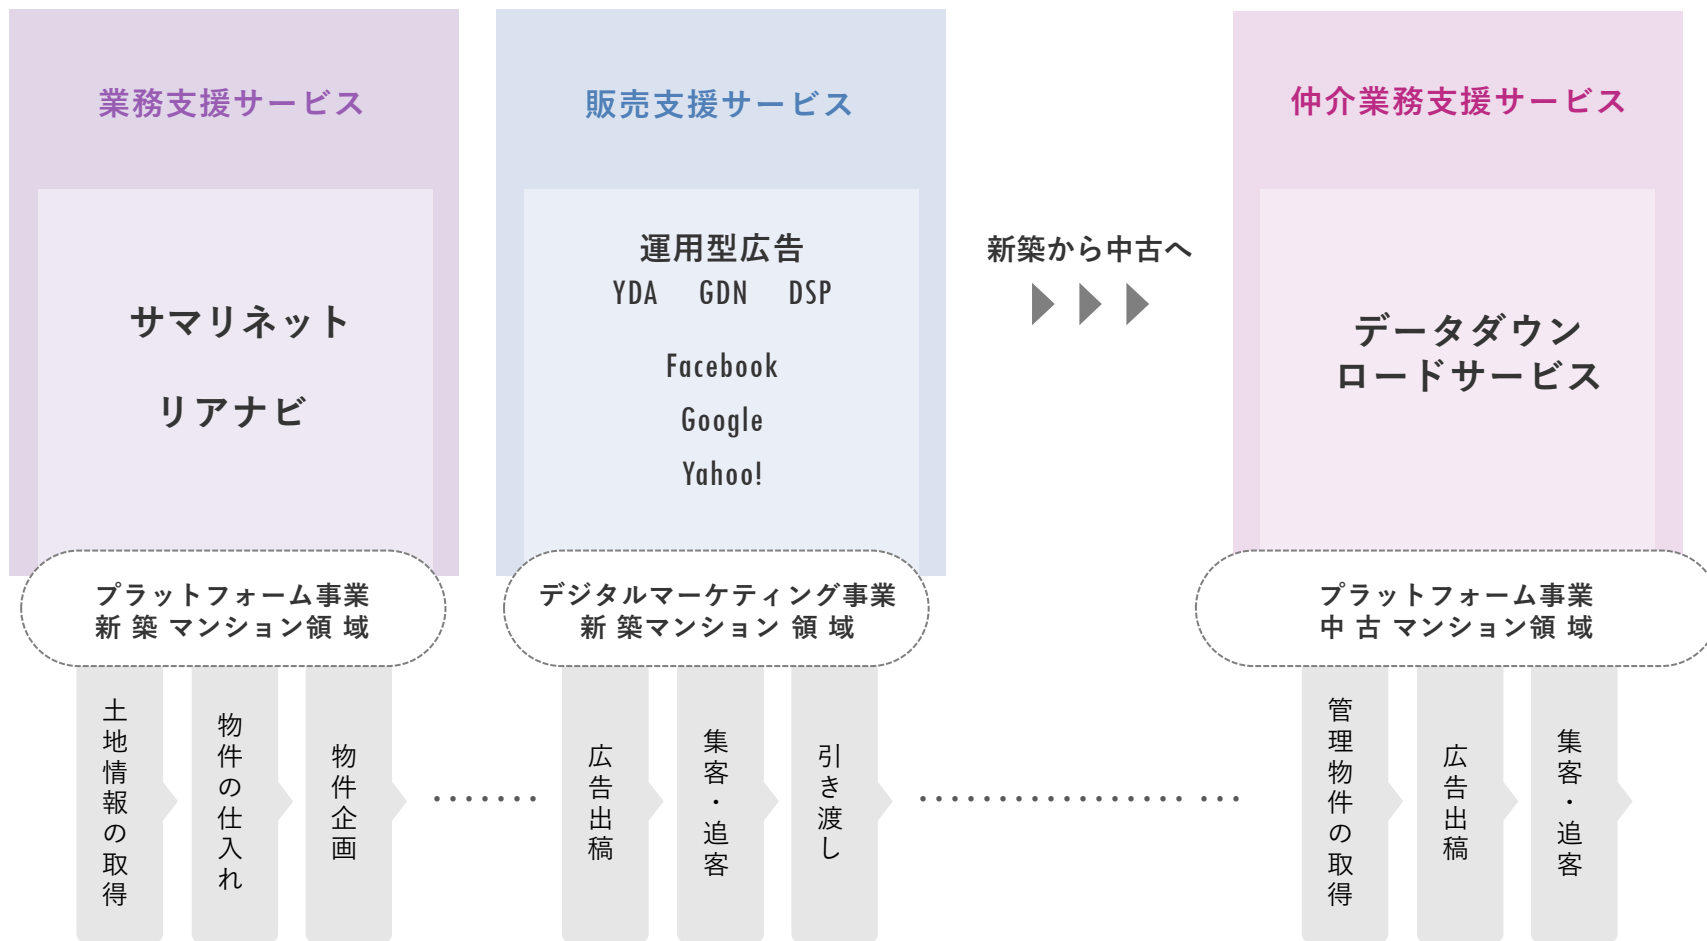 業務支援サービス
サマリネット
リアナビ
プラットフォーム事業
新 築 マンション領 域
土地情報の取得
物件の仕入れ
物件企画
販売支援サービス
運用型広告
YDA GDN DSP
Facebook
Google
Yahoo!
デジタルマーケティング事業
新 築マンション 領 域
広告出稿
集客・追客
引き渡し
新築から中古へ
仲介業務支援サービス
データダウン
ロードサービス
プラットフォーム事業
中 古 マンション領 域
管理物件の取得
広告出稿
集客・追客